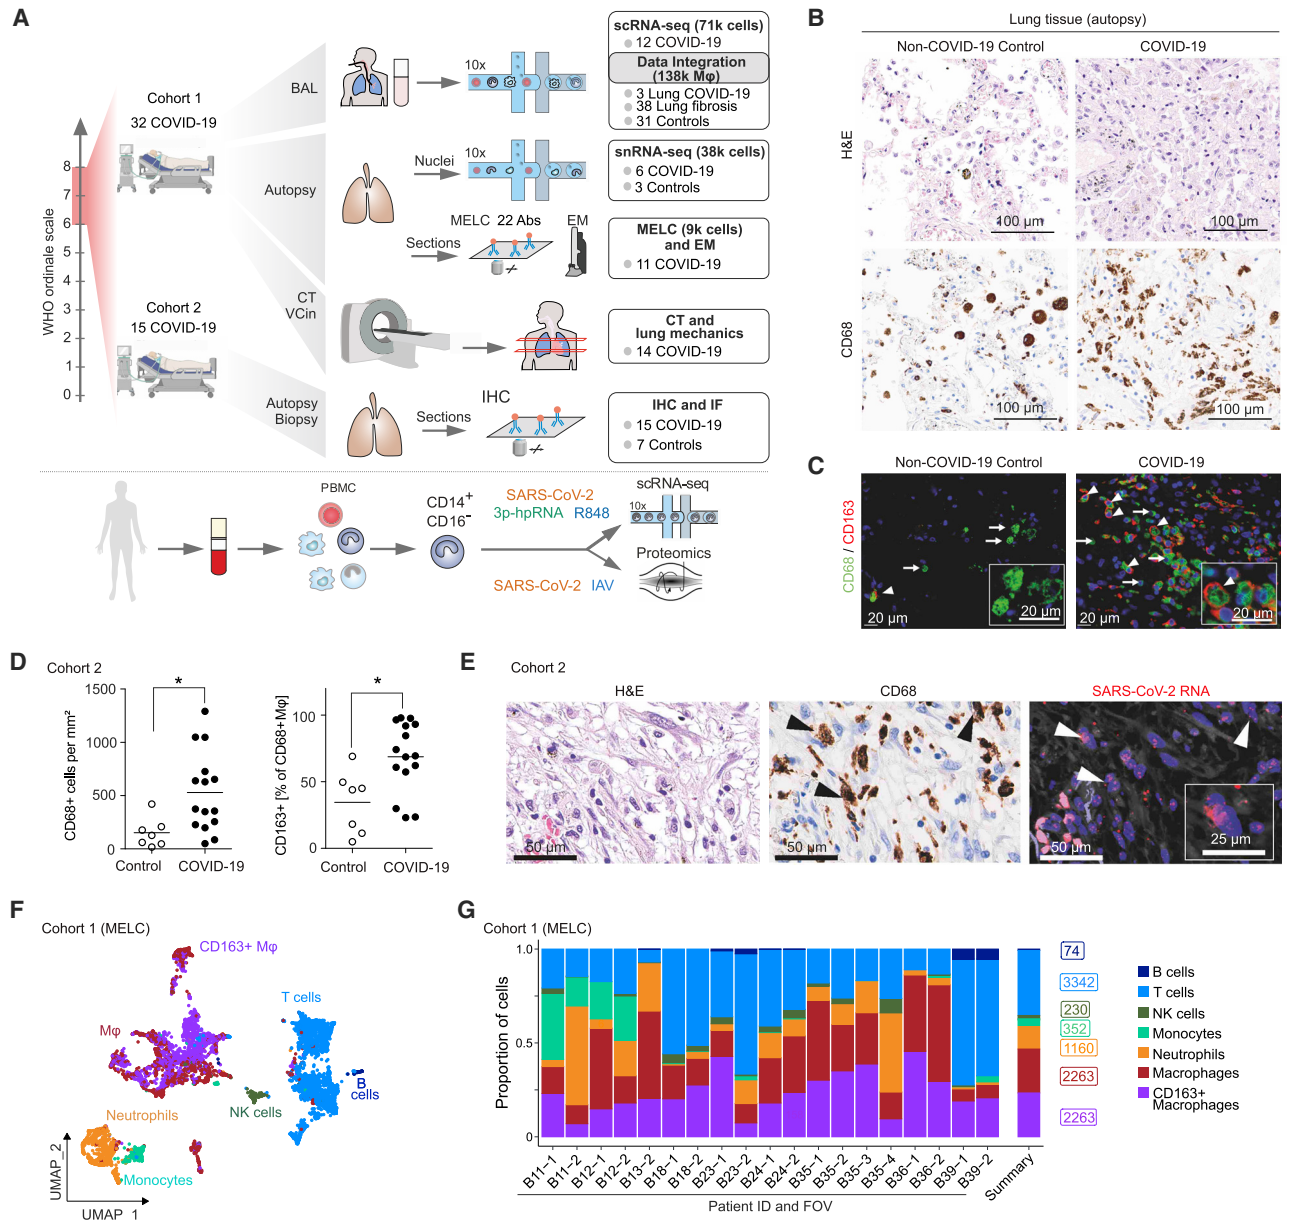 A
WHO ordinale scale
8
7
6
5
4
3
2
1
0
Cohort 1
32 COVID-19
Cohort 2
15 COVID-19
BAL
Autopsy
CT
VCin
Autopsy
Biopsy
10x
Nuclei
10x
MELC 22 Abs
EM
Sections
Sections
IHC
scRNA-seq (71k cells)
12 COVID-19
Data Integration
(138k Mφ)
3 Lung COVID-19
38 Lung fibrosis
31 Controls
snRNA-seq (38k cells)
6 COVID-19
3 Controls
MELC (9k cells)
and EM
11 COVID-19
CT and
lung mechanics
14 COVID-19
IHC and IF
15 COVID-19
7 Controls
PBMC
CD14+
CD16-
SARS-CoV-2
3p-hpRNA R848
SARS-CoV-2 IAV
scRNA-seq
10x
Proteomics
B
Lung tissue (autopsy)
Non-COVID-19 Control
COVID-19
H&E
100 µm
100 µm
CD68
100 µm
100 µm
C
Non-COVID-19 Control
COVID-19
CD68 / CD163
20 µm
20 µm
20 µm
20 µm
D
Cohort 2
CD68+ cells per mm²
1500
1000
500
0
*
Control
COVID-19
CD163+ [% of CD68+Mφ]
100
50
0
*
Control
COVID-19
E
Cohort 2
H&E
CD68
SARS-CoV-2 RNA
50 µm
50 µm
50 µm
25 µm
F
Cohort 1 (MELC)
CD163+ Mφ
T cells
Mφ
B
cells
NK cells
Neutrophils
Monocytes
UMAP_2
UMAP_1
G
Cohort 1 (MELC)
Proportion of cells
1.0
0.5
0
B11-1
B11-2
B12-1
B12-2
B13-2
B18-1
B18-2
B23-1
B23-2
B24-1
B24-2
B35-1
B35-2
B35-3
B35-4
B36-1
B36-2
B39-1
B39-2
Summary
Patient ID and FOV
74
3342
230
352
1160
2263
2263
B cells
T cells
NK cells
Monocytes
Neutrophils
Macrophages
CD163+
Macrophages